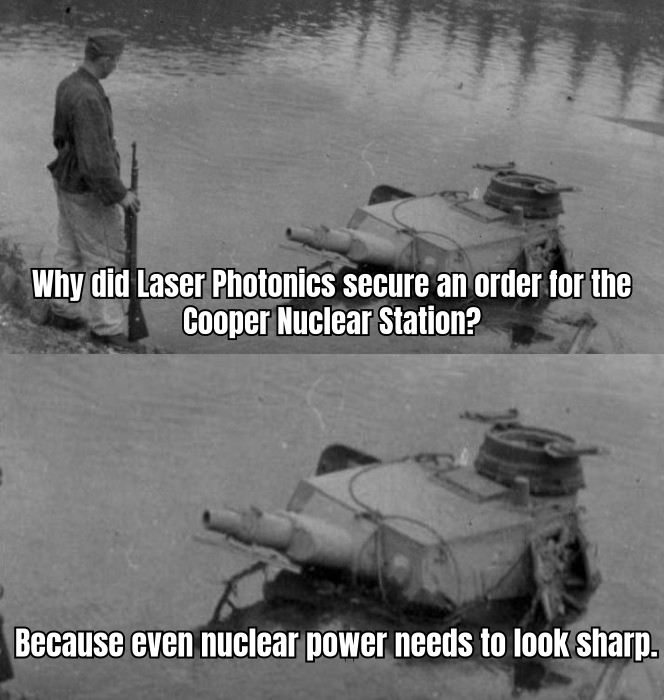 Why did Laser Photonics secure an order for the
Cooper Nuclear Station?
Because even nuclear power needs to look sharp.